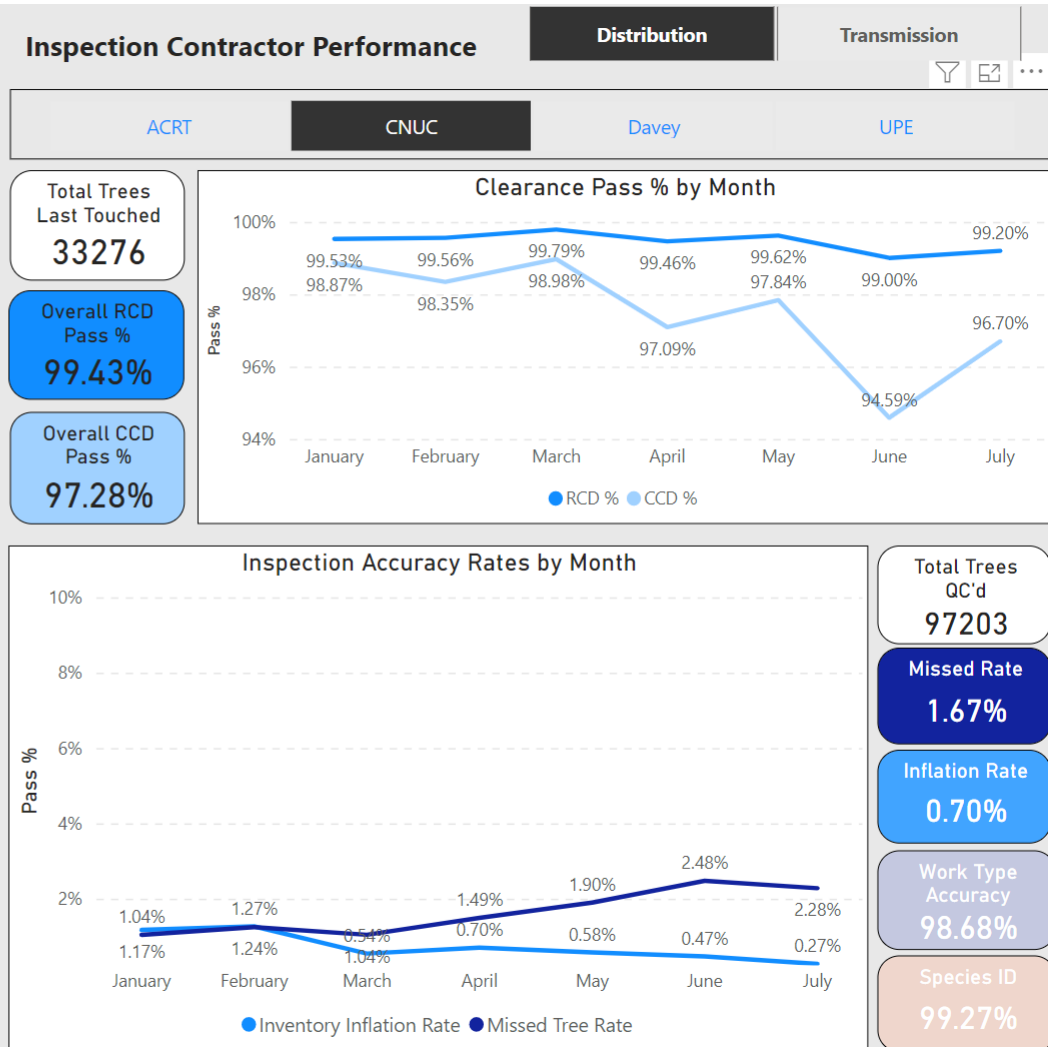 Inspection Contractor Performance
Distribution
Transmission
ACRT
CNUC
Davey
UPE
Total Trees
Last Touched
33276
Overall RCD
Pass %
99.43%
Overall CCD
Pass %
97.28%
Clearance Pass % by Month
Pass %
100%
98%
96%
94%
99.53%
99.56%
99.79%
99.46%
99.62%
99.00%
99.20%
98.87%
98.35%
98.98%
97.09%
97.84%
94.59%
96.70%
January
February
March
April
May
June
July
RCD %
CCD %
Inspection Accuracy Rates by Month
Pass %
10%
8%
6%
4%
2%
1.04%
1.27%
0.54%
1.49%
1.90%
2.48%
2.28%
1.17%
1.24%
1.04%
0.70%
0.58%
0.47%
0.27%
January
February
March
April
May
June
July
Inventory Inflation Rate
Missed Tree Rate
Total Trees
QC'd
97203
Missed Rate
1.67%
Inflation Rate
0.70%
Work Type
Accuracy
98.68%
Species ID
99.27%